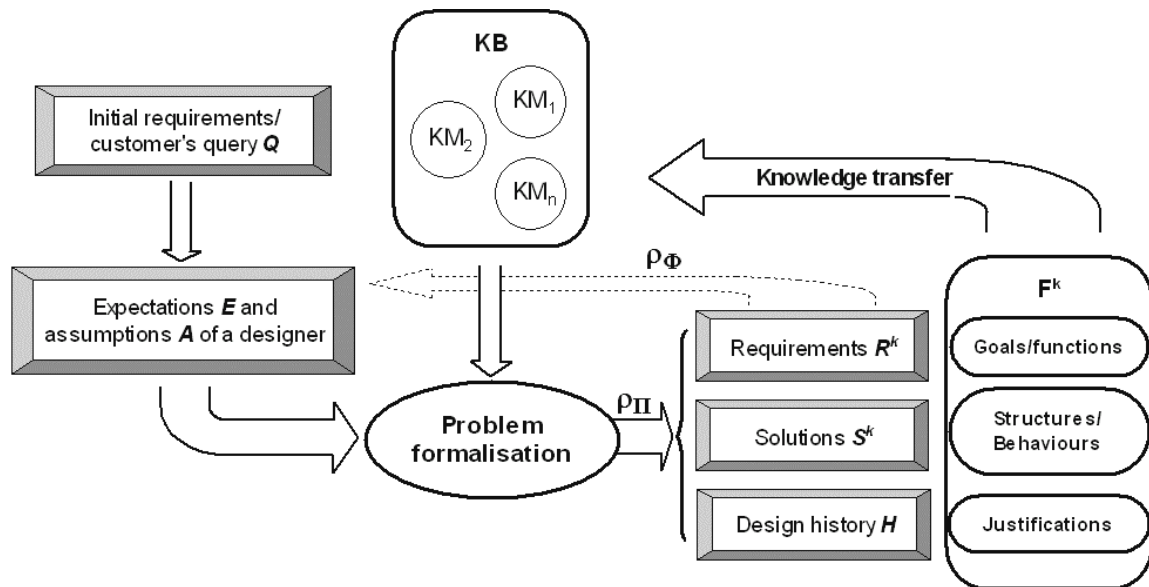 KB
KM₁
KM₂
KMₙ
Initial requirements/
customer's query Q
Knowledge transfer
Expectations E and
assumptions A of a designer
ρΦ
Fᵏ
Requirements Rᵏ
Goals/functions
Problem
formalisation
ρΠ
Solutions Sᵏ
Structures/
Behaviours
Design history H
Justifications